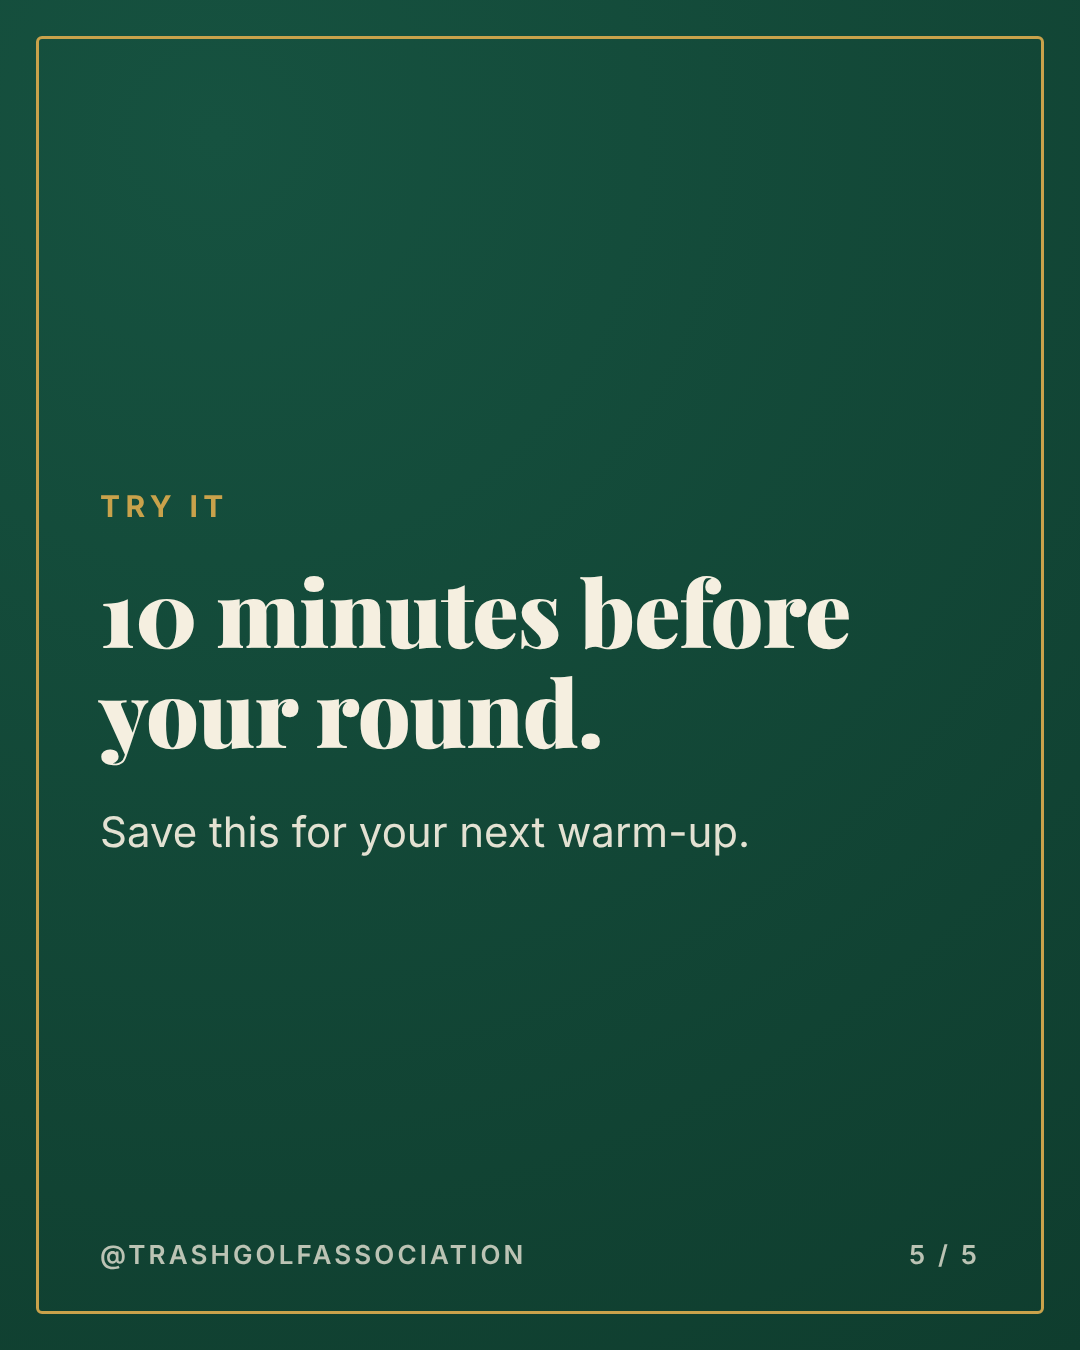 TRY IT
10 minutes before
your round.
Save this for your next warm-up.
@TRASHGOLFASSOCIATION
5 / 5